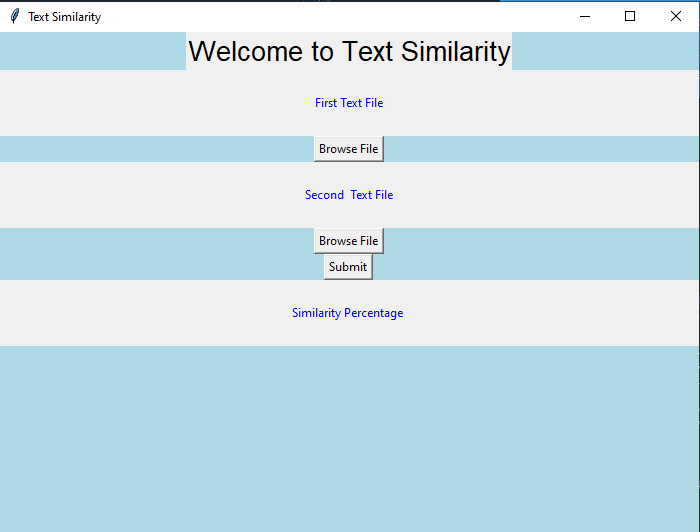 Text Similarity
Welcome to Text Similarity
First Text File
Browse File
Second  Text File
Browse File
Submit
Similarity Percentage